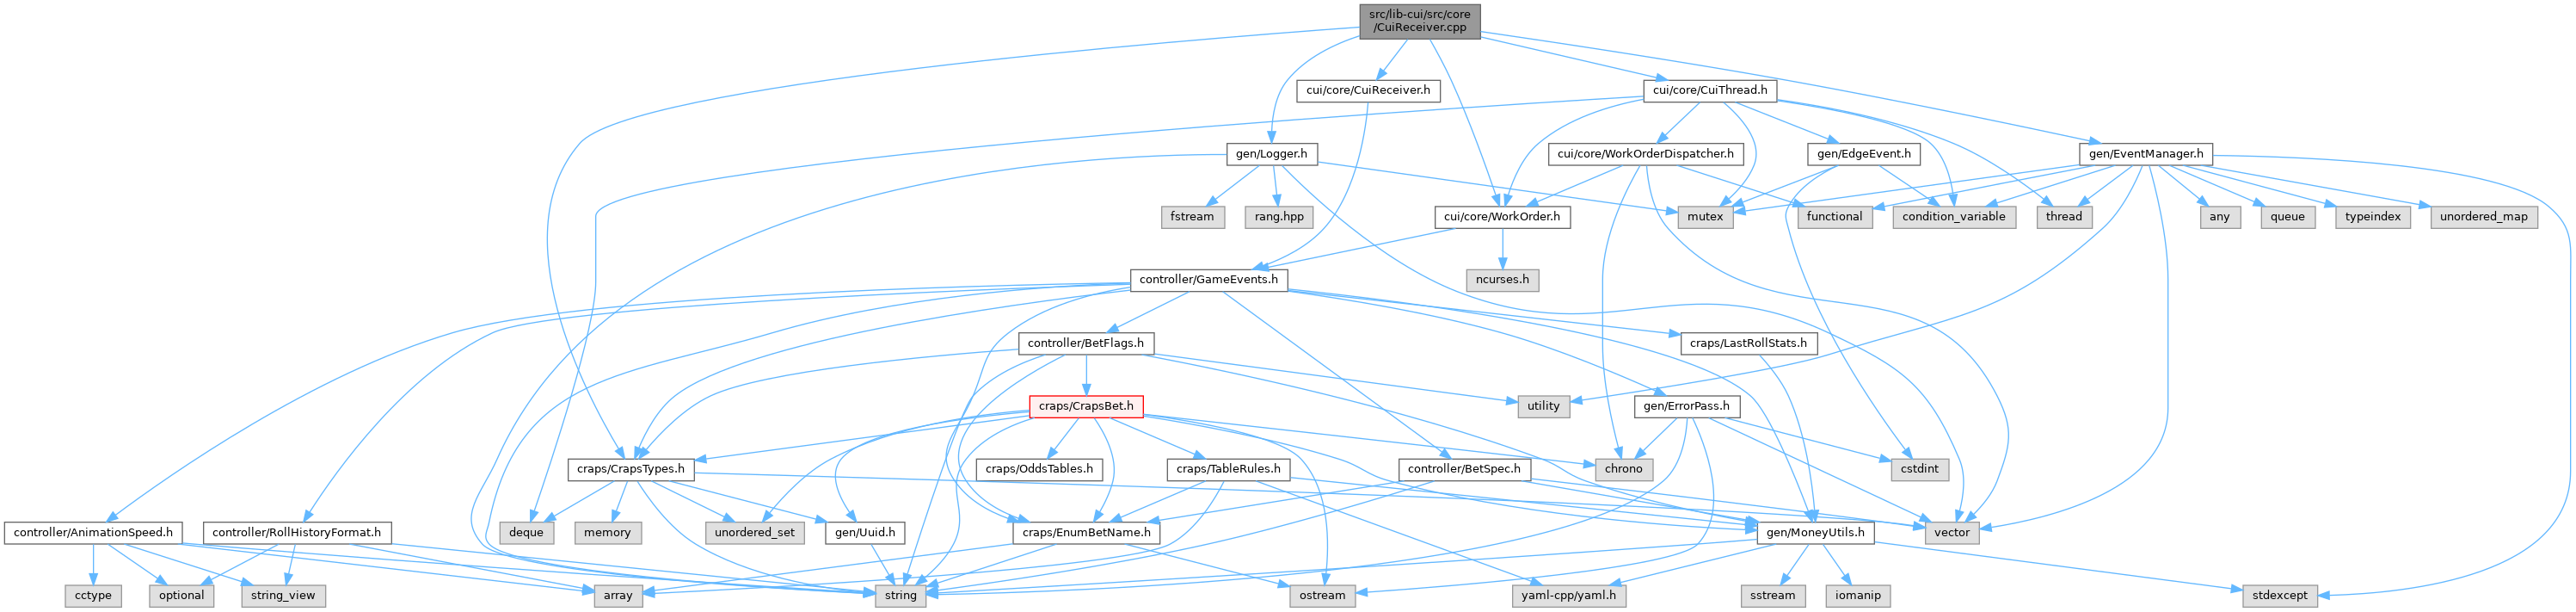 src/lib-cui/src/core
/CuiReceiver.cpp
cui/core/CuiReceiver.h
cui/core/CuiThread.h
gen/Logger.h
cui/core/WorkOrderDispatcher.h
gen/EdgeEvent.h
gen/EventManager.h
fstream
rang.hpp
cui/core/WorkOrder.h
mutex
functional
condition_variable
thread
any
queue
typeindex
unordered_map
controller/GameEvents.h
ncurses.h
controller/BetFlags.h
craps/LastRollStats.h
craps/CrapsBet.h
utility
gen/ErrorPass.h
craps/CrapsTypes.h
craps/OddsTables.h
craps/TableRules.h
controller/BetSpec.h
chrono
cstdint
controller/AnimationSpeed.h
controller/RollHistoryFormat.h
deque
memory
unordered_set
gen/Uuid.h
craps/EnumBetName.h
gen/MoneyUtils.h
vector
cctype
optional
string_view
array
string
ostream
yaml-cpp/yaml.h
sstream
iomanip
stdexcept